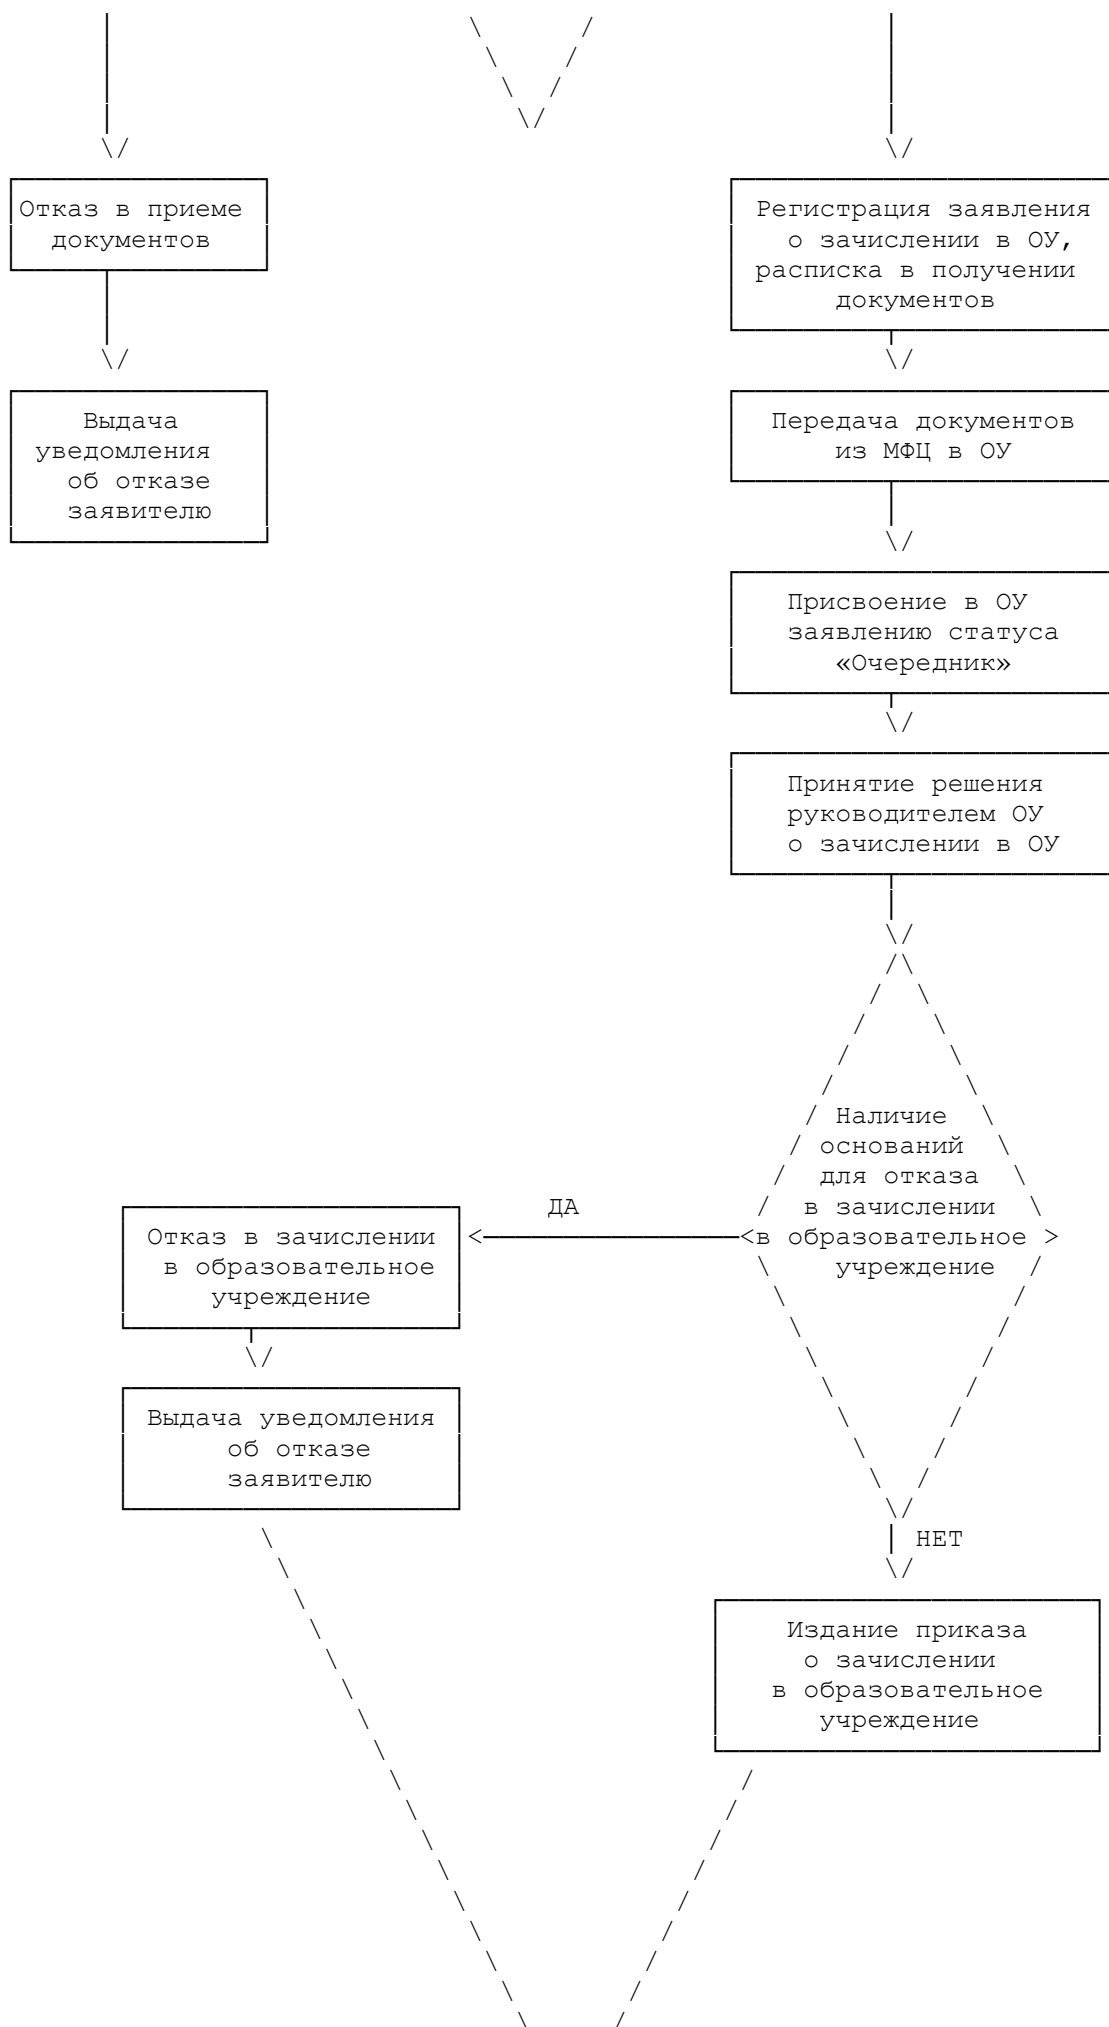 Отказ в приеме
документов
Регистрация заявления
о зачислении в ОУ,
расписка в получении
документов
Выдача
уведомления
об отказе
заявителю
Передача документов
из МФЦ в ОУ
Присвоение в ОУ
заявлению статуса
«Очередник»
Принятие решения
руководителем ОУ
о зачислении в ОУ
Наличие
оснований
для отказа
в зачислении
в образовательное
учреждение
ДА
Отказ в зачислении
в образовательное
учреждение
Выдача уведомления
об отказе
заявителю
НЕТ
Издание приказа
о зачислении
в образовательное
учреждение